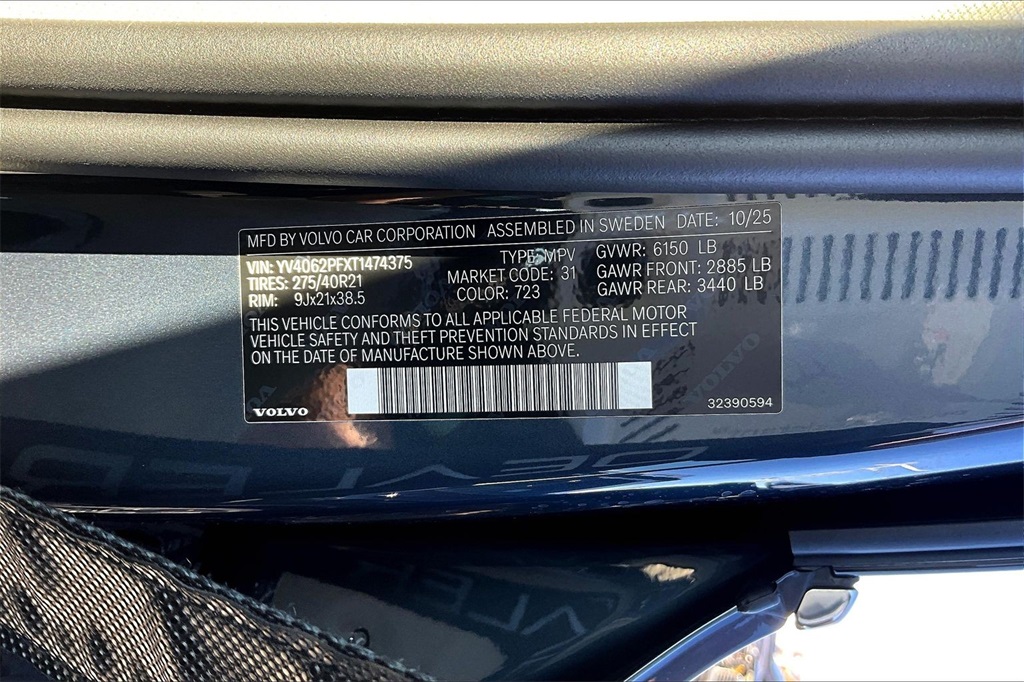 MFD BY VOLVO CAR CORPORATION ASSEMBLED IN SWEDEN DATE: 10/25
VIN: YV4062PFXT1474375 TYPE: MPV GVWR: 6150 LB
TIRES: 275/40R21 MARKET CODE: 31 GAWR FRONT: 2885 LB
RIM: 9Jx21x38.5 COLOR: 723 GAWR REAR: 3440 LB
THIS VEHICLE CONFORMS TO ALL APPLICABLE FEDERAL MOTOR
VEHICLE SAFETY AND THEFT PREVENTION STANDARDS IN EFFECT
ON THE DATE OF MANUFACTURE SHOWN ABOVE.
VOLVO
VOLVO 32390594